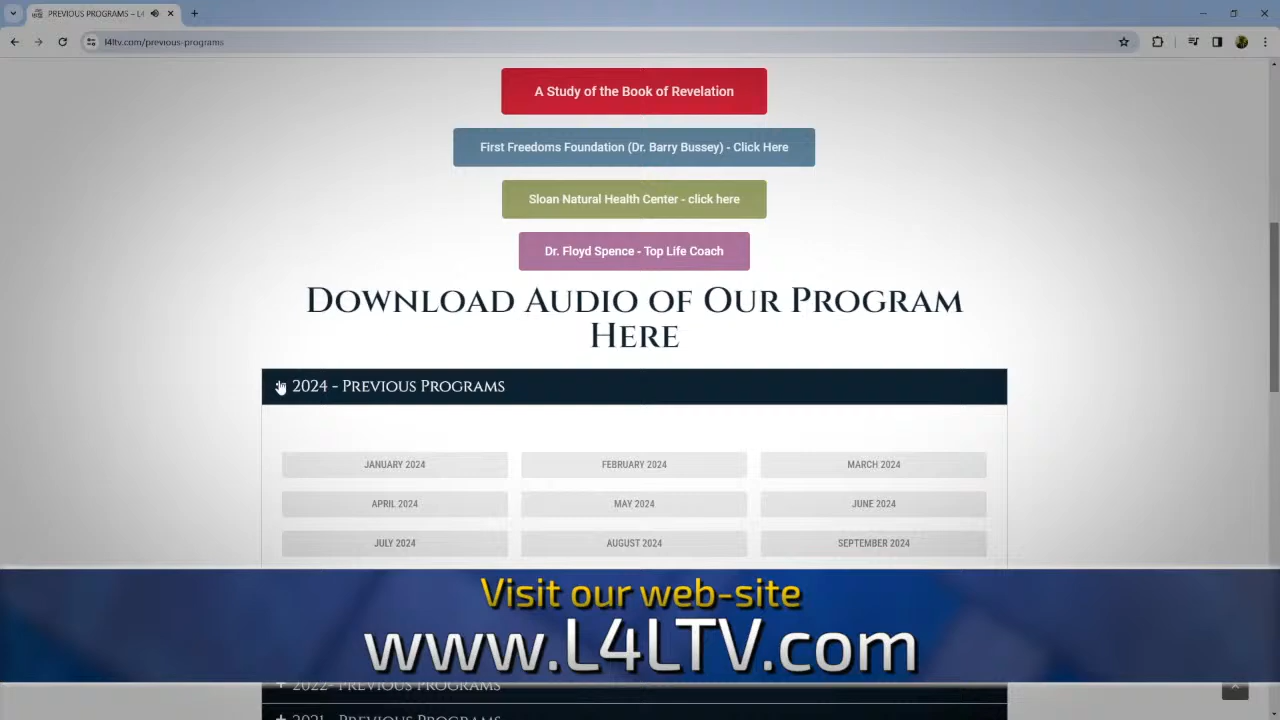 PREVIOUS PROGRAMS – L4
l4ltv.com/previous-programs
A Study of the Book of Revelation
First Freedoms Foundation (Dr. Barry Bussey) - Click Here
Sloan Natural Health Center - click here
Dr. Floyd Spence - Top Life Coach
Download Audio of Our Program
Here
2024 - Previous Programs
JANUARY 2024 FEBRUARY 2024 MARCH 2024
APRIL 2024 MAY 2024 JUNE 2024
JULY 2024 AUGUST 2024 SEPTEMBER 2024
Visit our web-site
www.L4LTV.com
+ 2022- Previous Programs
+ 2021 - Previous Programs